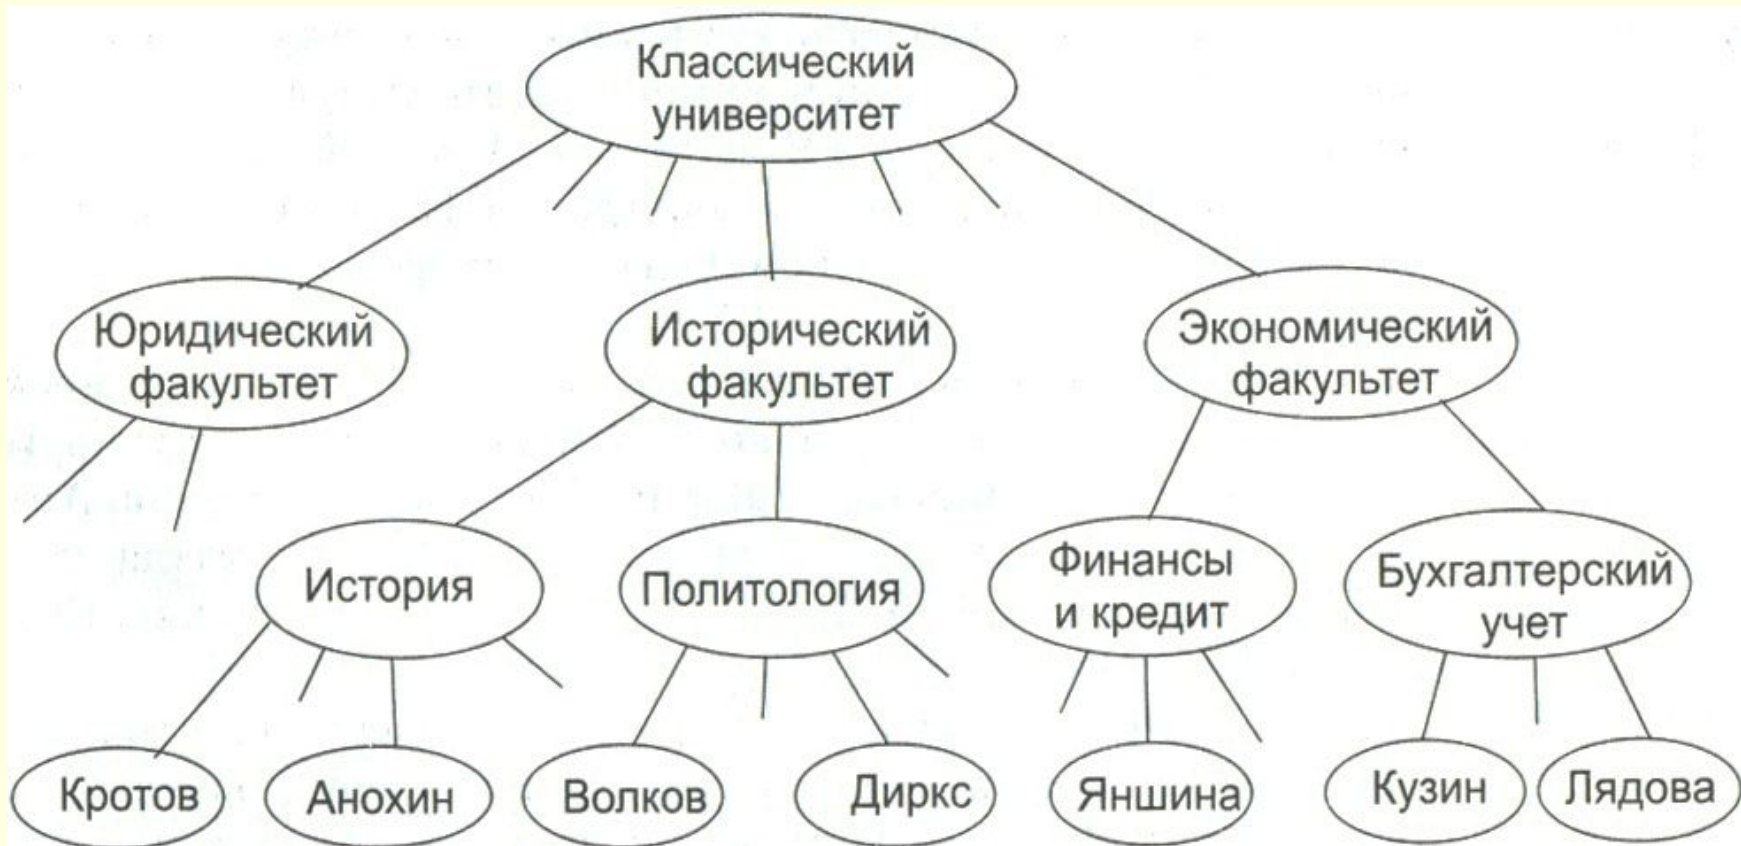 Классический
университет
Юридический
факультет
Исторический
факультет
Экономический
факультет
История
Политология
Финансы
и кредит
Бухгалтерский
учет
Кротов
Анохин
Волков
Диркс
Яншина
Кузин
Лядова